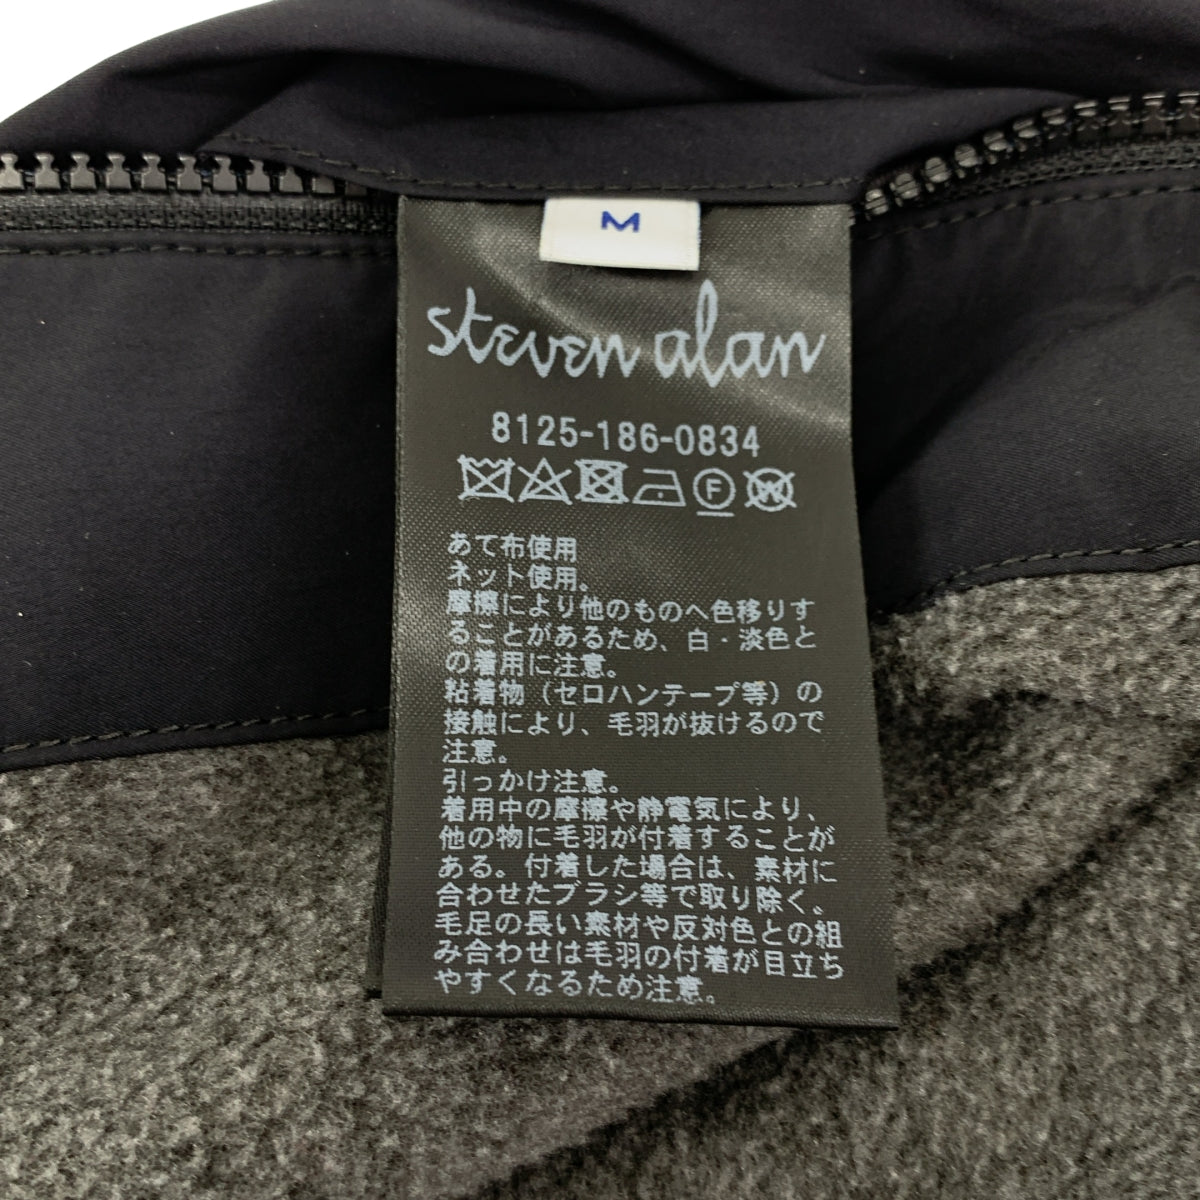 M
steven alan
8125-186-0834
F
W
あて布使用
ネット使用。
摩擦により他のものへ色移りす
ることがあるため、白・淡色と
の着用に注意。
粘着物（セロハンテープ等）の
接触により、毛羽が抜けるので
注意。
引っかけ注意。
着用中の摩擦や静電気により、
他の物に毛羽が付着することが
ある。付着した場合は、素材に
合わせたブラシ等で取り除く。
毛足の長い素材や反対色との組
み合わせは毛羽の付着が目立ち
やすくなるため注意。